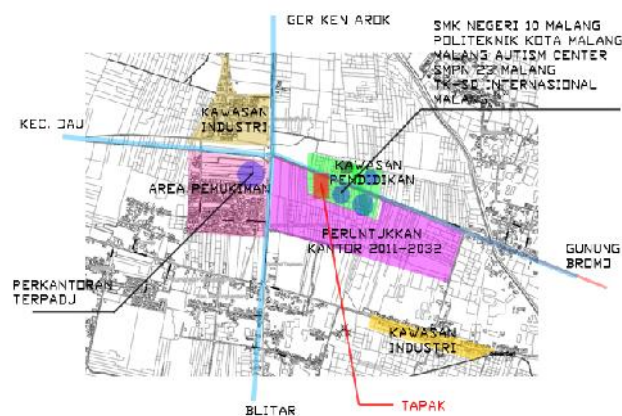 GOR KEN AROK
SMK NEGERI 10 MALANG
POLITEKNIK KOTA MALANG
MALANG AUTISM CENTER
SMPN 23 MALANG
TK-SD INTERNASIONAL
MALANG
KEC. DAU
KAWASAN
INDUSTRI
KAWASAN
PENDIDIKAN
AREA PEMUKIMAN
PERUNTUKKAN
KANTOR 2011-2032
GUNUNG
BROMO
PERKANTORAN
TERPADU
KAWASAN
INDUSTRI
BLITAR
TAPAK